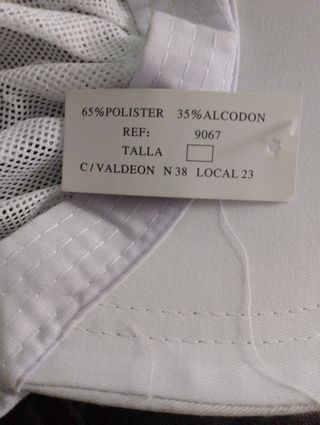 65%POLISTER 35%ALCODON
REF: 9067
TALLA
C/VALDEON N 38 LOCAL 23